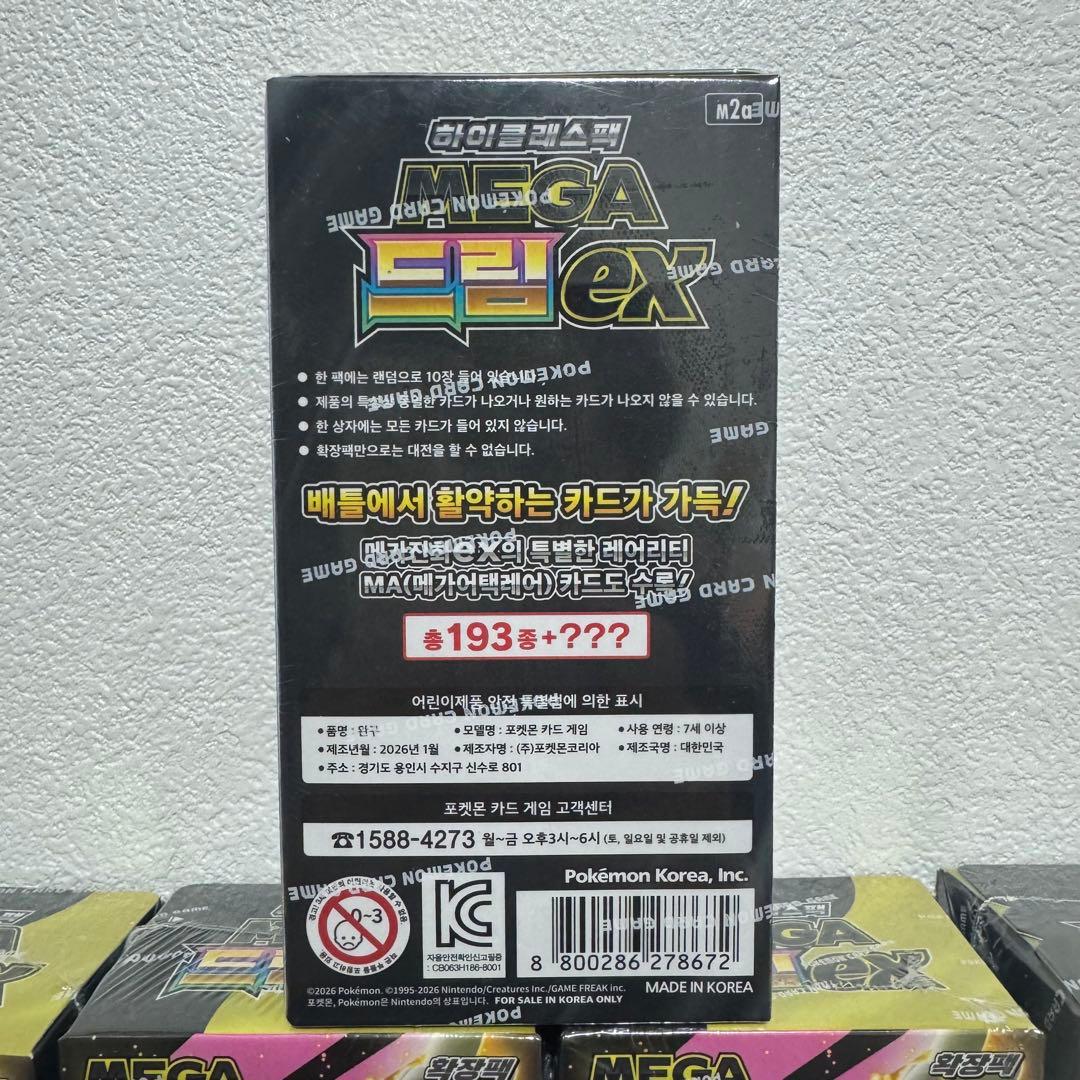 M2a
하이클래스팩
MEGA
드림 ex
● 한 팩에는 랜덤으로 10장 들어 있습니다.
● 제품의 특성상 중복된 카드가 나오거나 원하는 카드가 나오지 않을 수 있습니다.
● 한 상자에는 모든 카드가 들어 있지 않습니다.
● 확장팩만으로는 대전을 할 수 없습니다.
배틀에서 활약하는 카드가 가득!
메가진화ex의 특별한 레어리티
MA(메가어택레어) 카드도 수록!
총193종+???
어린이제품 안전 특별법에 의한 표시
• 품명 : 완구 • 모델명 : 포켓몬 카드 게임 • 사용 연령 : 7세 이상
• 제조년월 : 2026년 1월 • 제조자명 : (주)포켓몬코리아 • 제조국명 : 대한민국
• 주소 : 경기도 용인시 수지구 신수로 801
포켓몬 카드 게임 고객센터
☎1588-4273 월~금 오후3시~6시 (토, 일요일 및 공휴일 제외)
Pokémon Korea, Inc.
0-3
KC
자율안전확인신고필증
: CB063H186-8001
8 800286 278672
MADE IN KOREA
©2026 Pokémon. ©1995-2026 Nintendo/Creatures Inc./GAME FREAK inc.
포켓몬, Pokémon은 Nintendo의 상표입니다. FOR SALE IN KOREA ONLY
POKÉMON CARD GAME
MEGA
확장팩
MEGA
확장팩